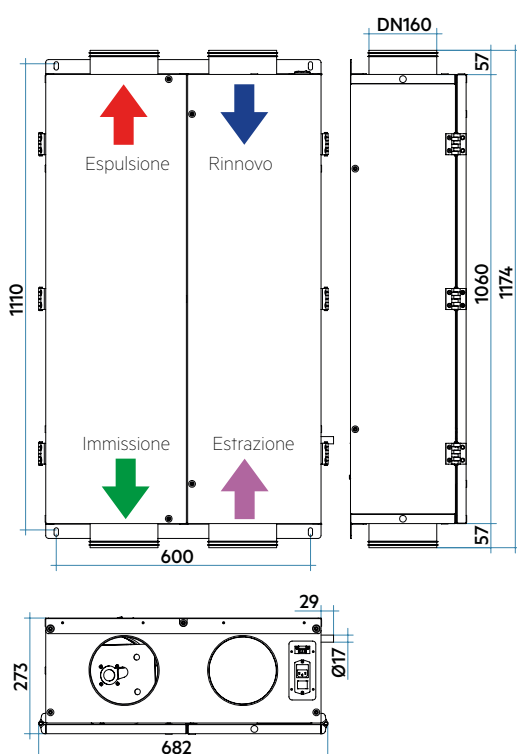 DN160
57
Espulsione
Rinnovo
1110
1060
1174
Immissione
Estrazione
57
600
29
273
Ø17
682